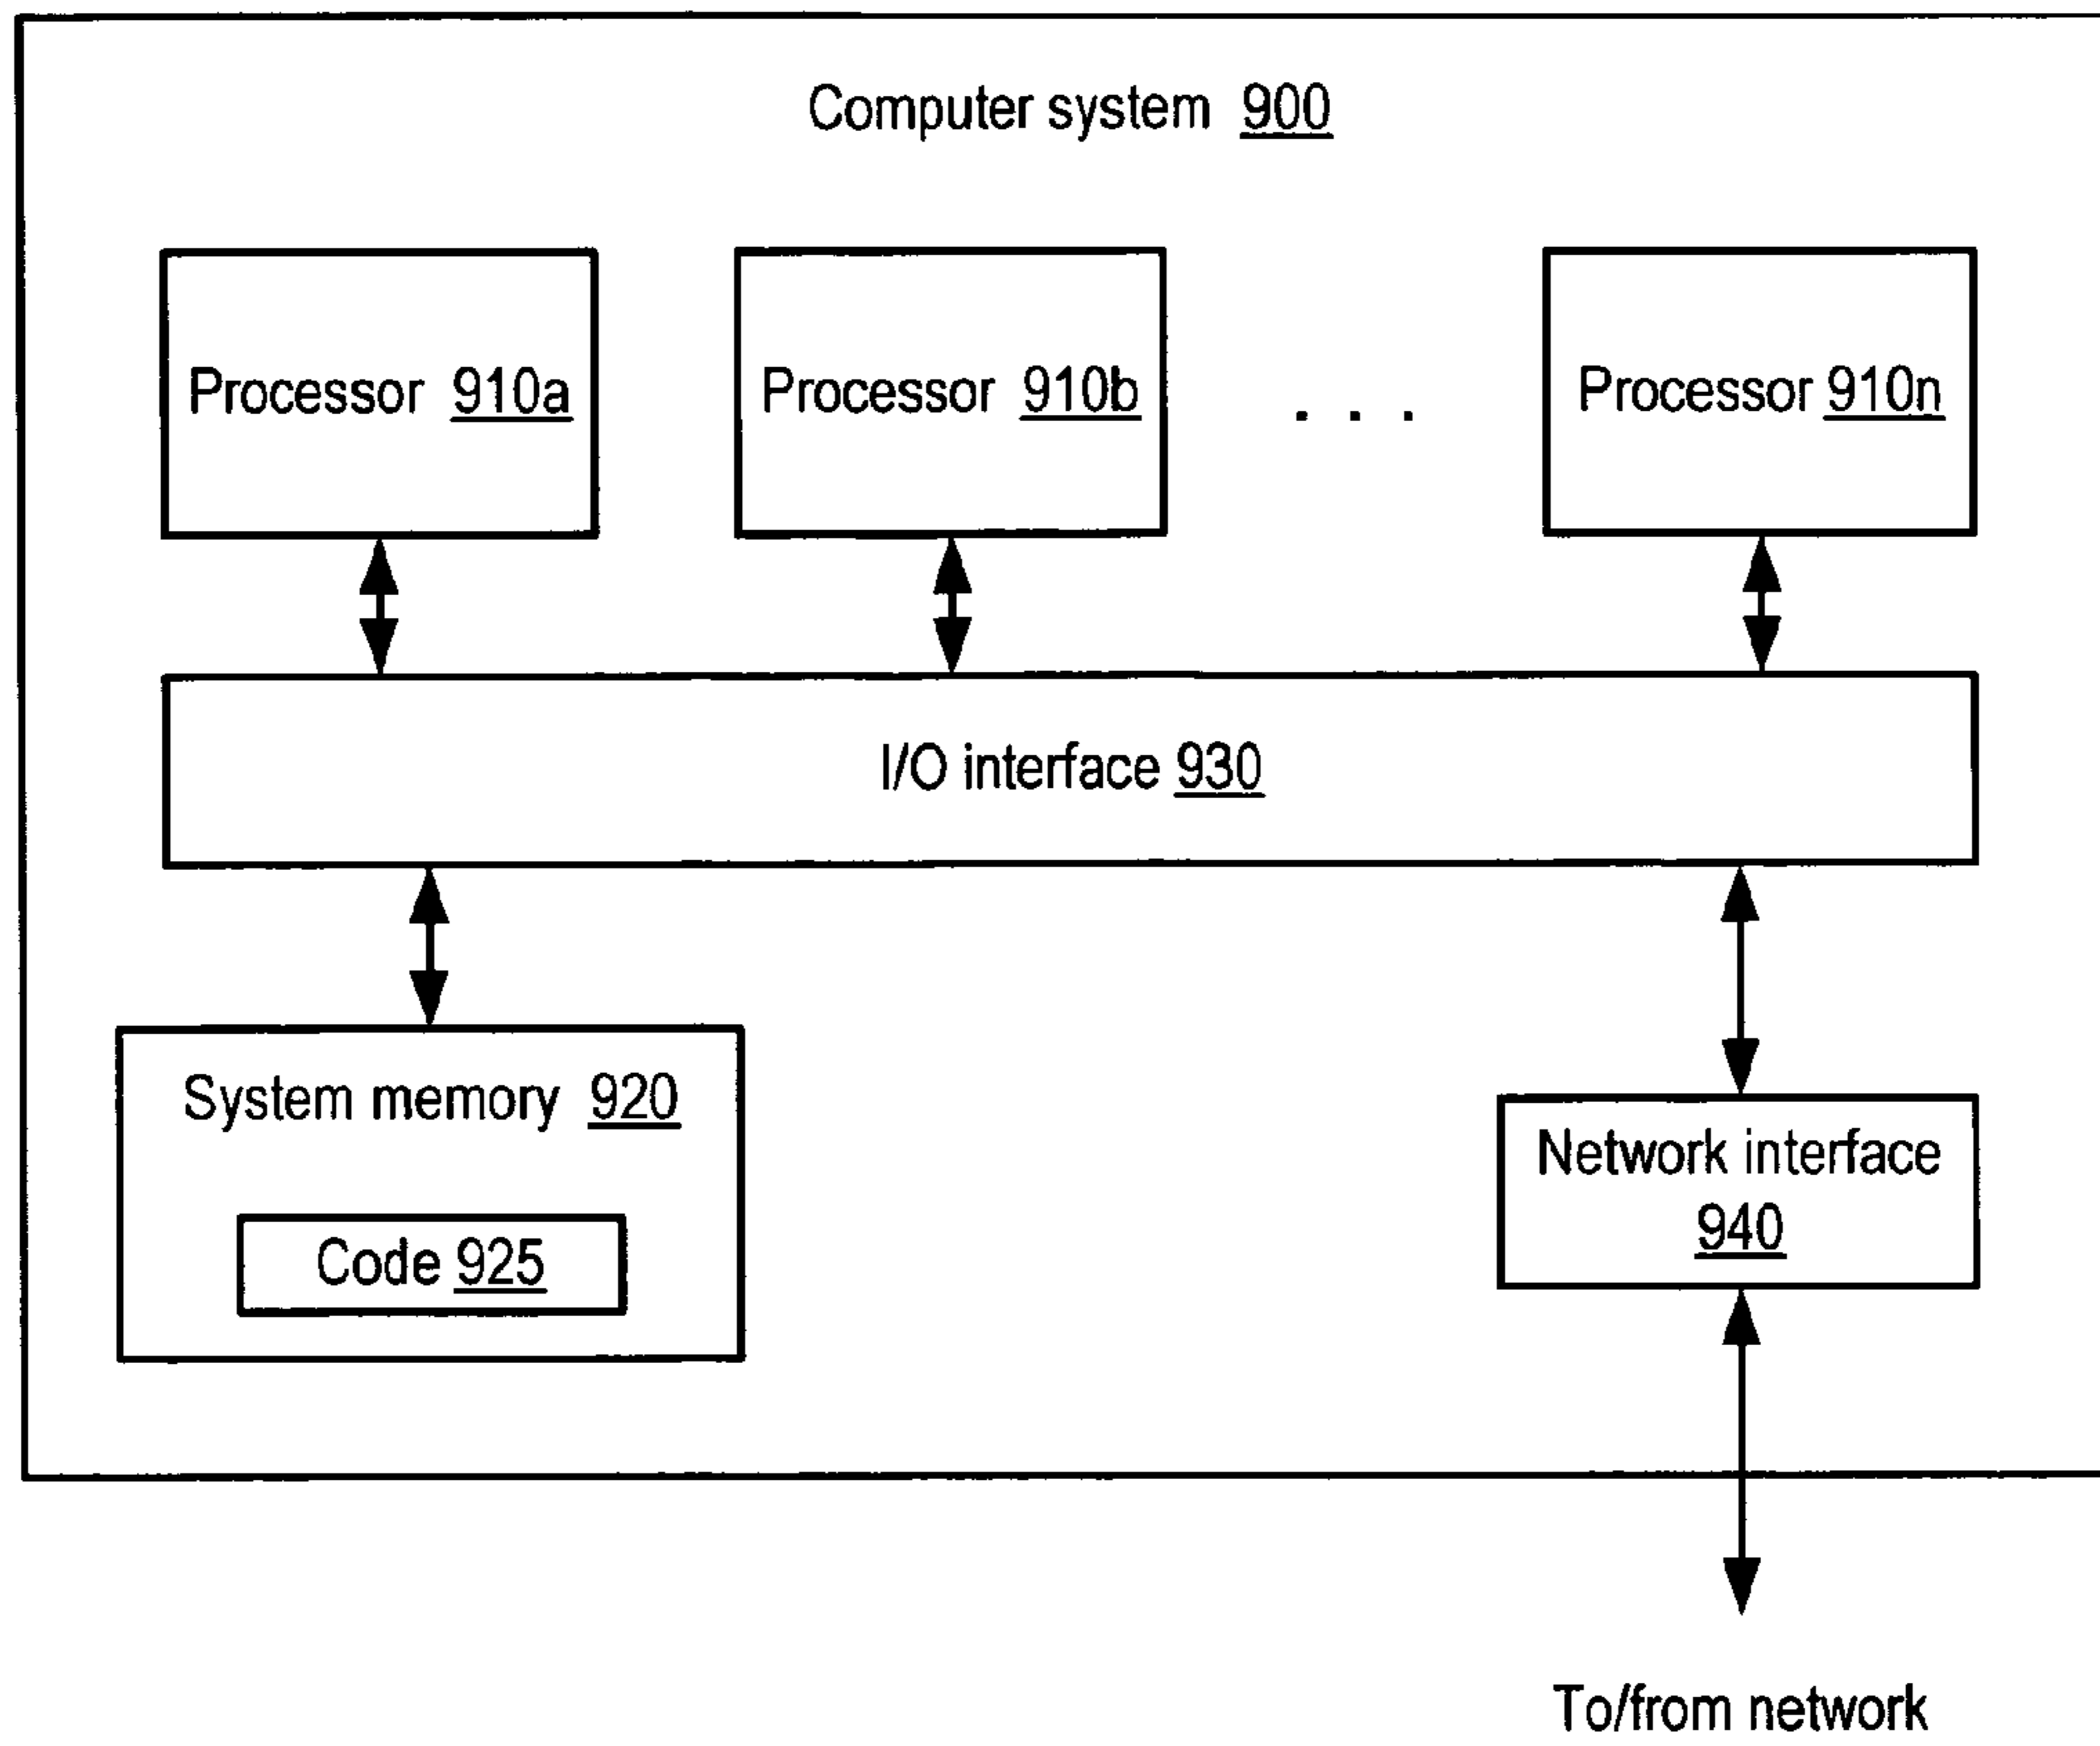 Computer system 900
Processor 910a
Processor 910b
. . .
Processor 910n
I/O interface 930
System memory 920
Code 925
Network interface
940
To/from network